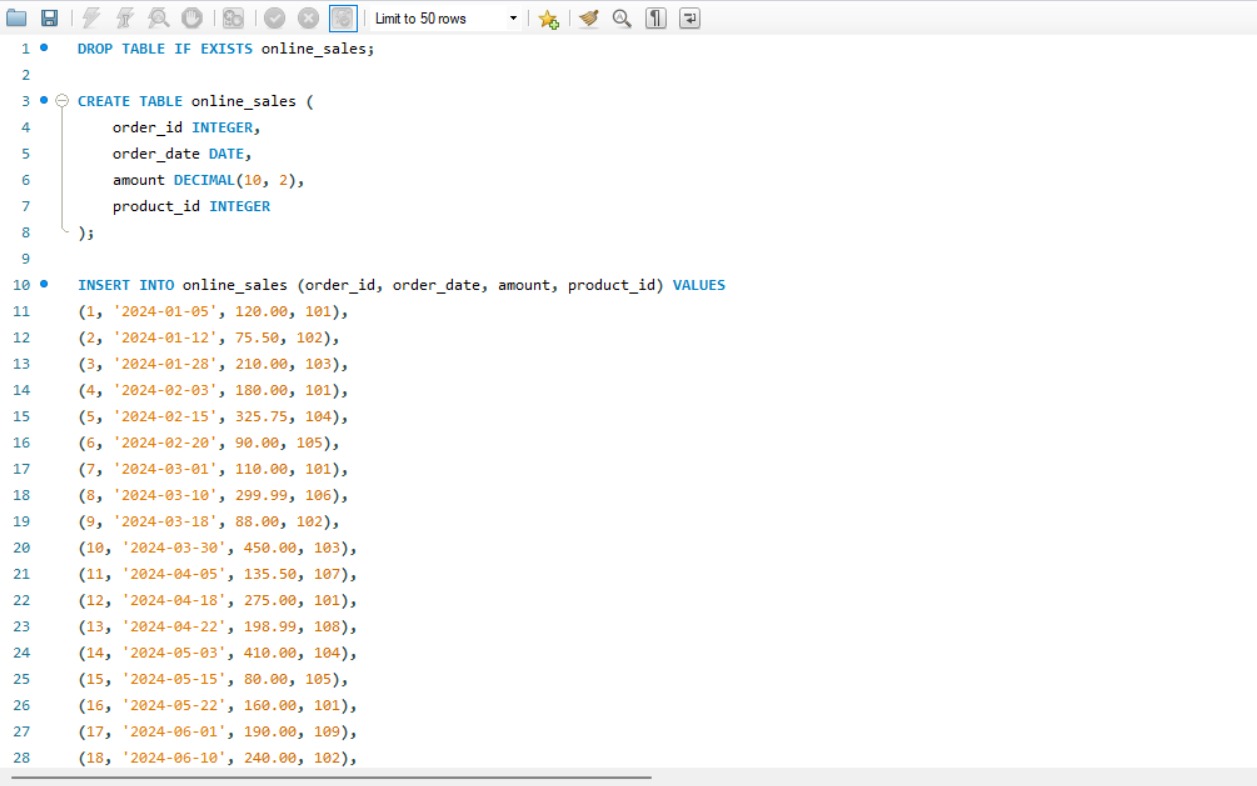 Limit to 50 rows
1 DROP TABLE IF EXISTS online_sales;
2
3 CREATE TABLE online_sales (
4 order_id INTEGER,
5 order_date DATE,
6 amount DECIMAL(10, 2),
7 product_id INTEGER
8 );
9
10 INSERT INTO online_sales (order_id, order_date, amount, product_id) VALUES
11 (1, '2024-01-05', 120.00, 101),
12 (2, '2024-01-12', 75.50, 102),
13 (3, '2024-01-28', 210.00, 103),
14 (4, '2024-02-03', 180.00, 101),
15 (5, '2024-02-15', 325.75, 104),
16 (6, '2024-02-20', 90.00, 105),
17 (7, '2024-03-01', 110.00, 101),
18 (8, '2024-03-10', 299.99, 106),
19 (9, '2024-03-18', 88.00, 102),
20 (10, '2024-03-30', 450.00, 103),
21 (11, '2024-04-05', 135.50, 107),
22 (12, '2024-04-18', 275.00, 101),
23 (13, '2024-04-22', 198.99, 108),
24 (14, '2024-05-03', 410.00, 104),
25 (15, '2024-05-15', 80.00, 105),
26 (16, '2024-05-22', 160.00, 101),
27 (17, '2024-06-01', 190.00, 109),
28 (18, '2024-06-10', 240.00, 102),